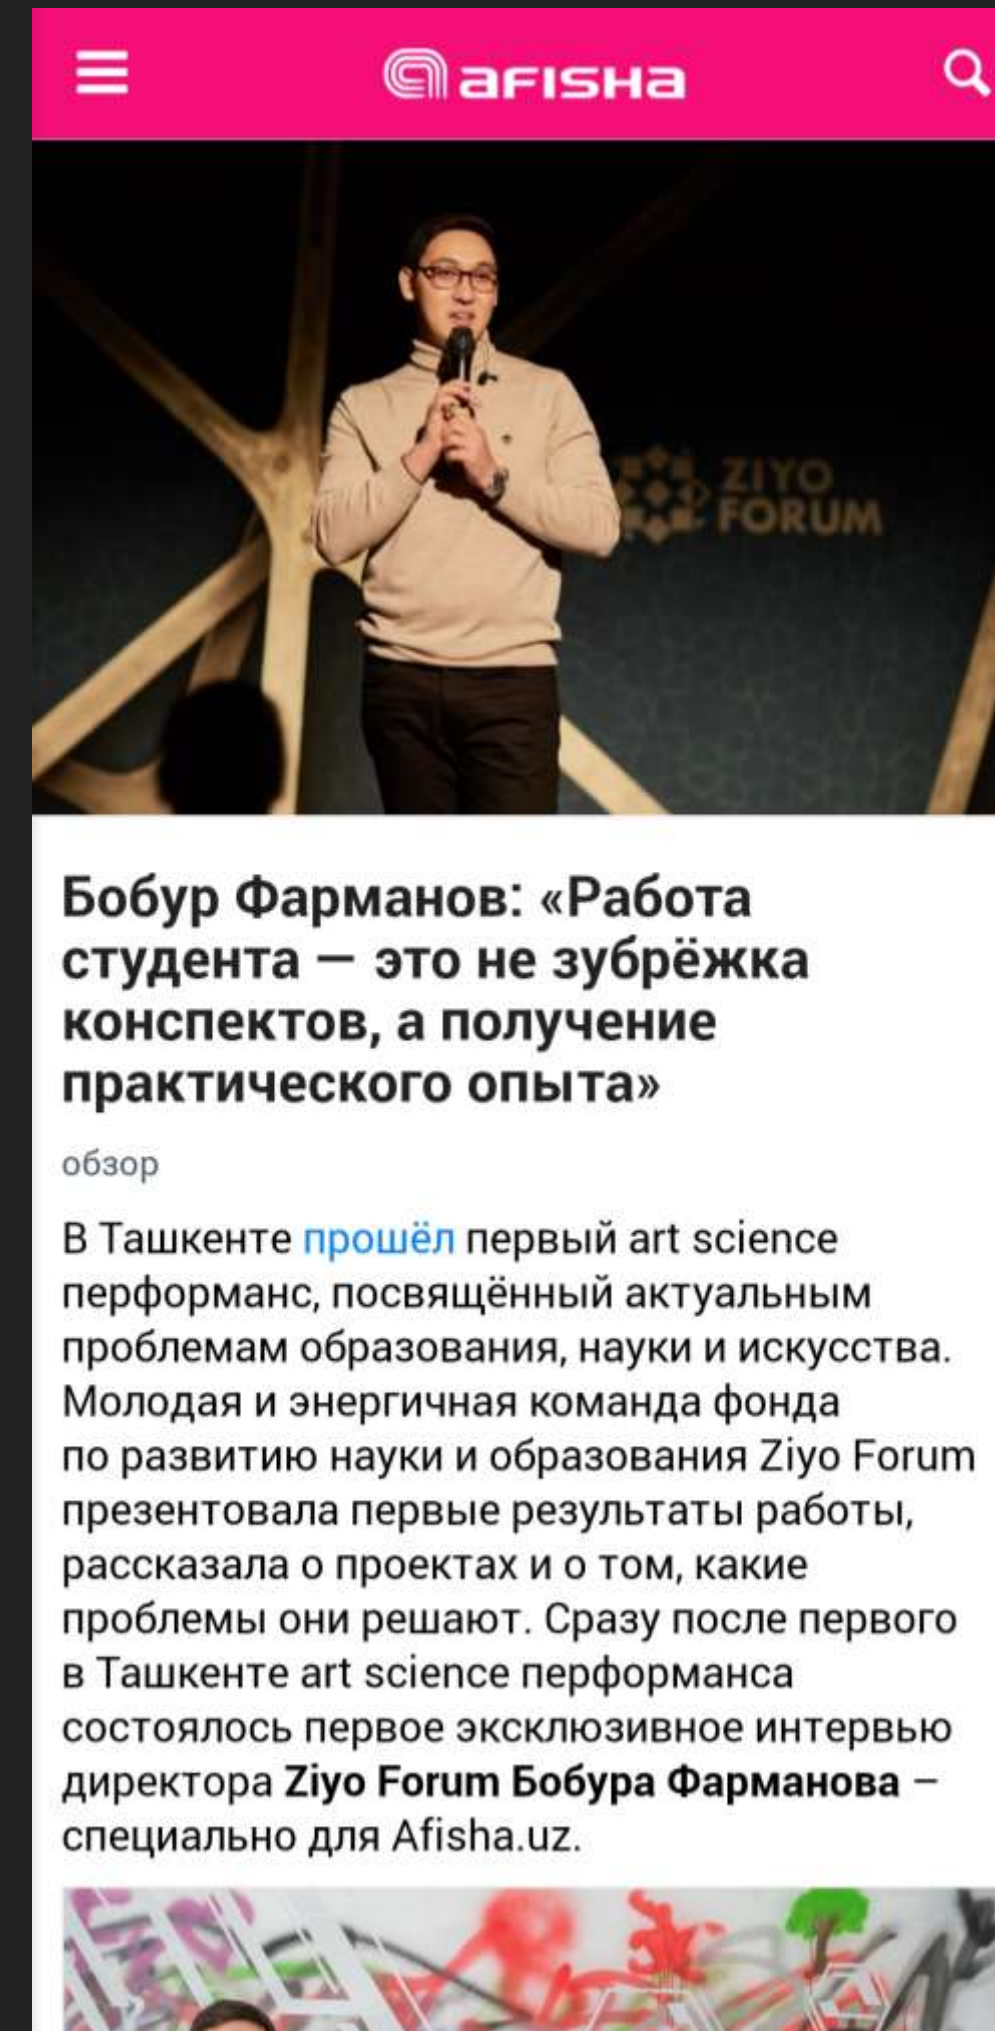 afisha
ZIYO
FORUM
Бобур Фарманов: «Работа
студента — это не зубрёжка
конспектов, а получение
практического опыта»
обзор
В Ташкенте прошёл первый art science
перформанс, посвящённый актуальным
проблемам образования, науки и искусства.
Молодая и энергичная команда фонда
по развитию науки и образования Ziyo Forum
презентовала первые результаты работы,
рассказала о проектах и о том, какие
проблемы они решают. Сразу после первого
в Ташкенте art science перформанса
состоялось первое эксклюзивное интервью
директора Ziyo Forum Бобура Фарманова —
специально для Afisha.uz.